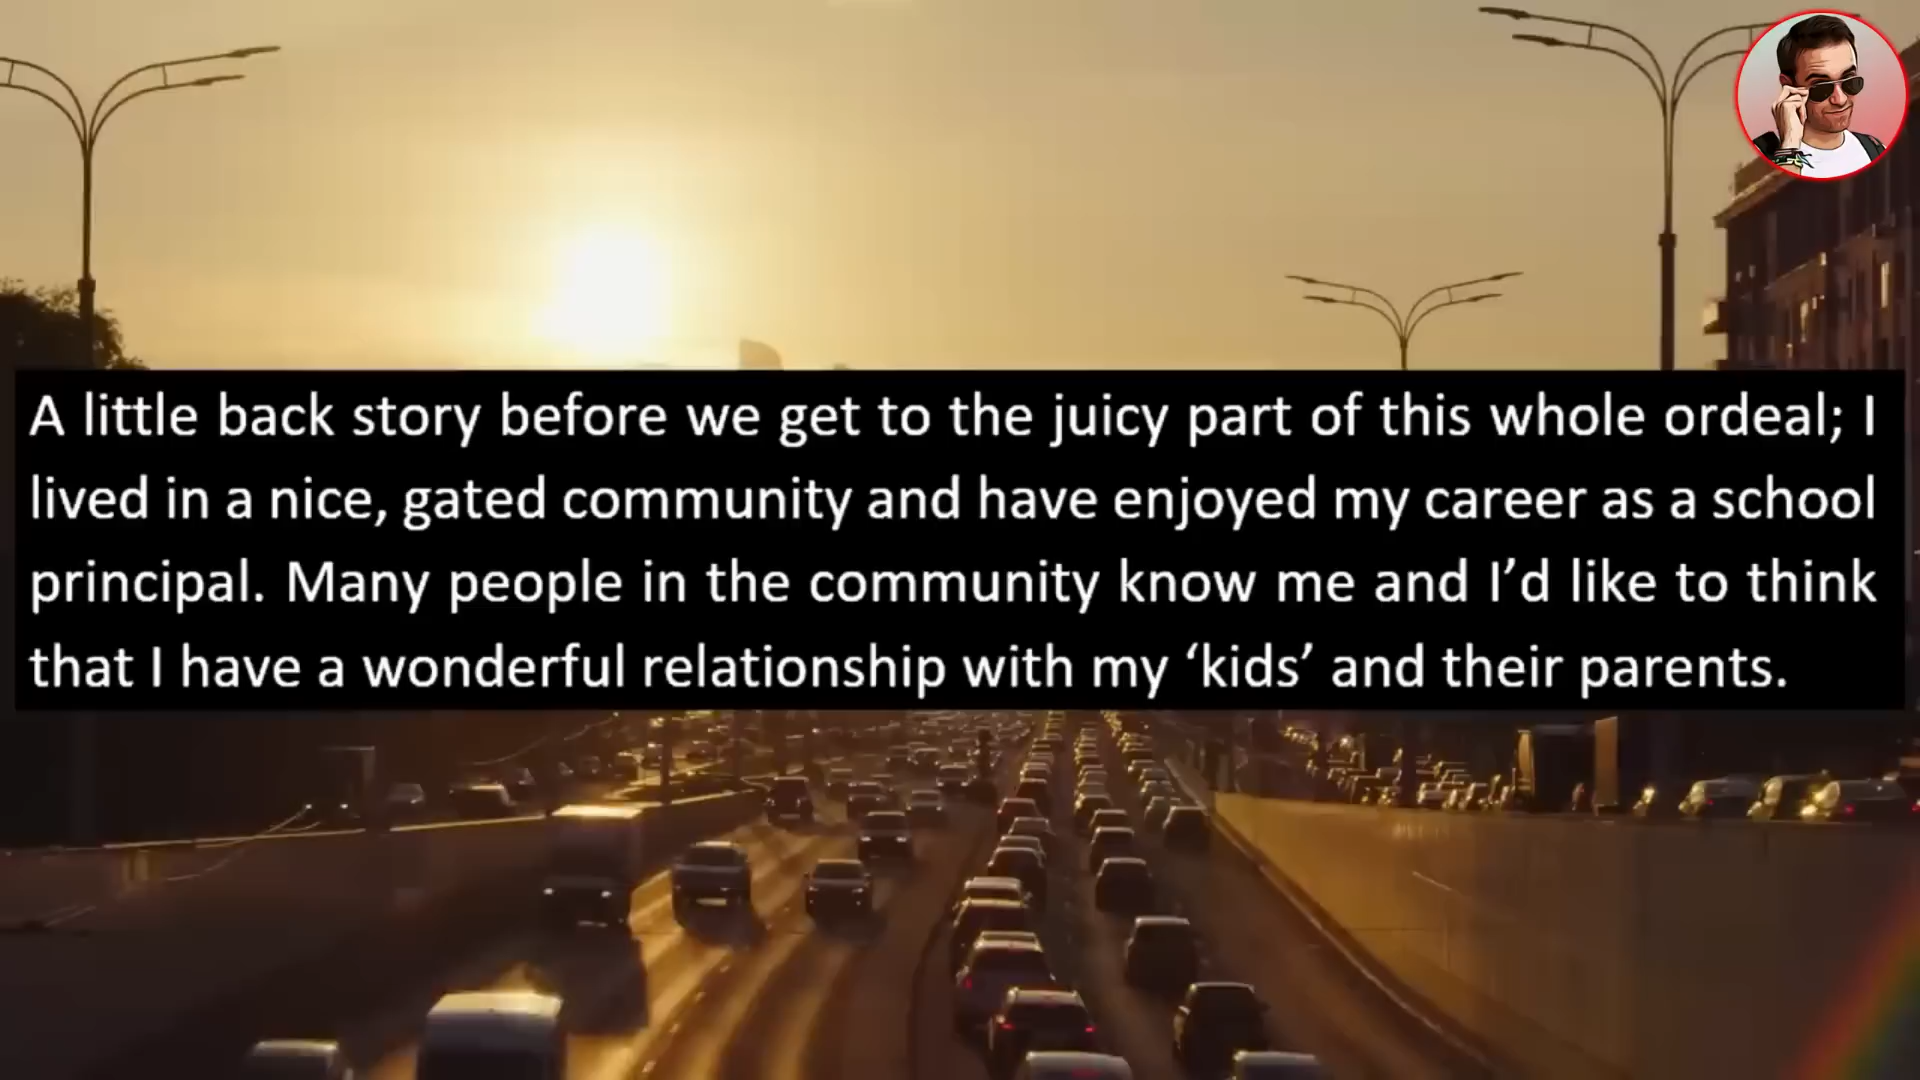 A little back story before we get to the juicy part of this whole ordeal; I
lived in a nice, gated community and have enjoyed my career as a school
principal. Many people in the community know me and I’d like to think
that I have a wonderful relationship with my ‘kids’ and their parents.